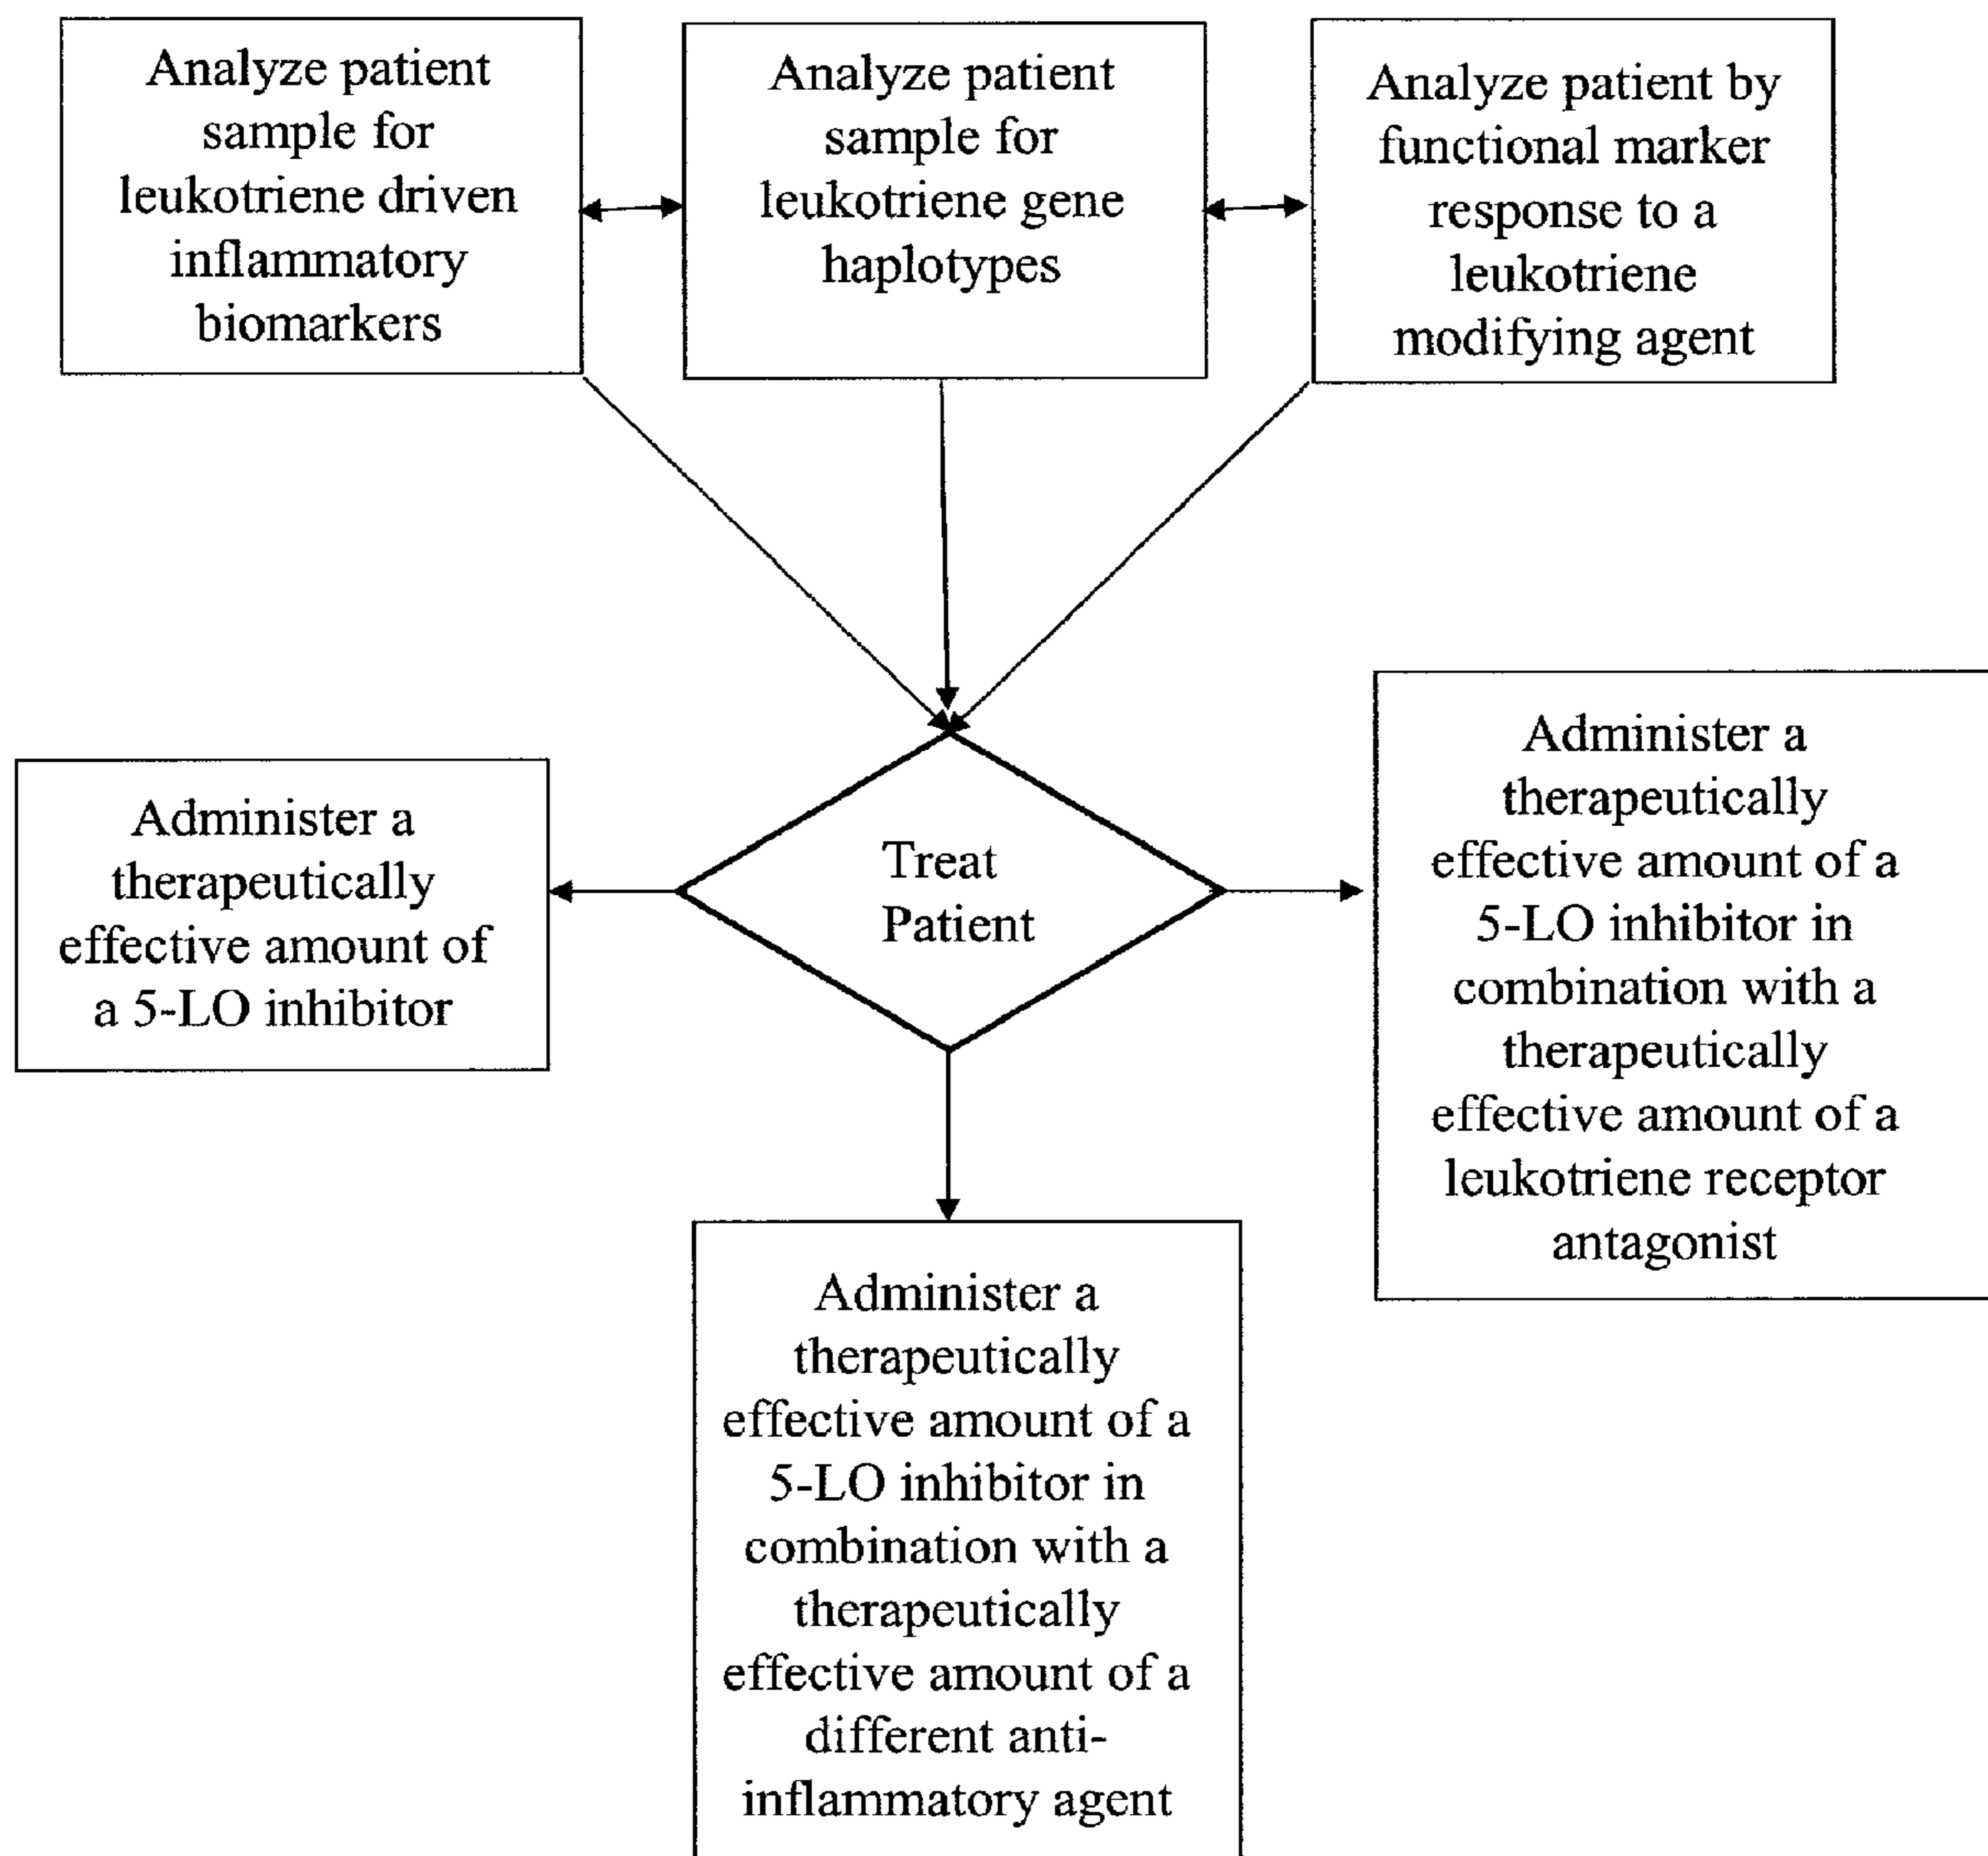 Analyze patient
sample for
leukotriene driven
inflammatory
biomarkers
Analyze patient
sample for
leukotriene gene
haplotypes
Analyze patient by
functional marker
response to a
leukotriene
modifying agent
Treat
Patient
Administer a
therapeutically
effective amount of
a 5-LO inhibitor
Administer a
therapeutically
effective amount of a
5-LO inhibitor in
combination with a
therapeutically
effective amount of a
leukotriene receptor
antagonist
Administer a
therapeutically
effective amount of a
5-LO inhibitor in
combination with a
therapeutically
effective amount of a
different anti-
inflammatory agent